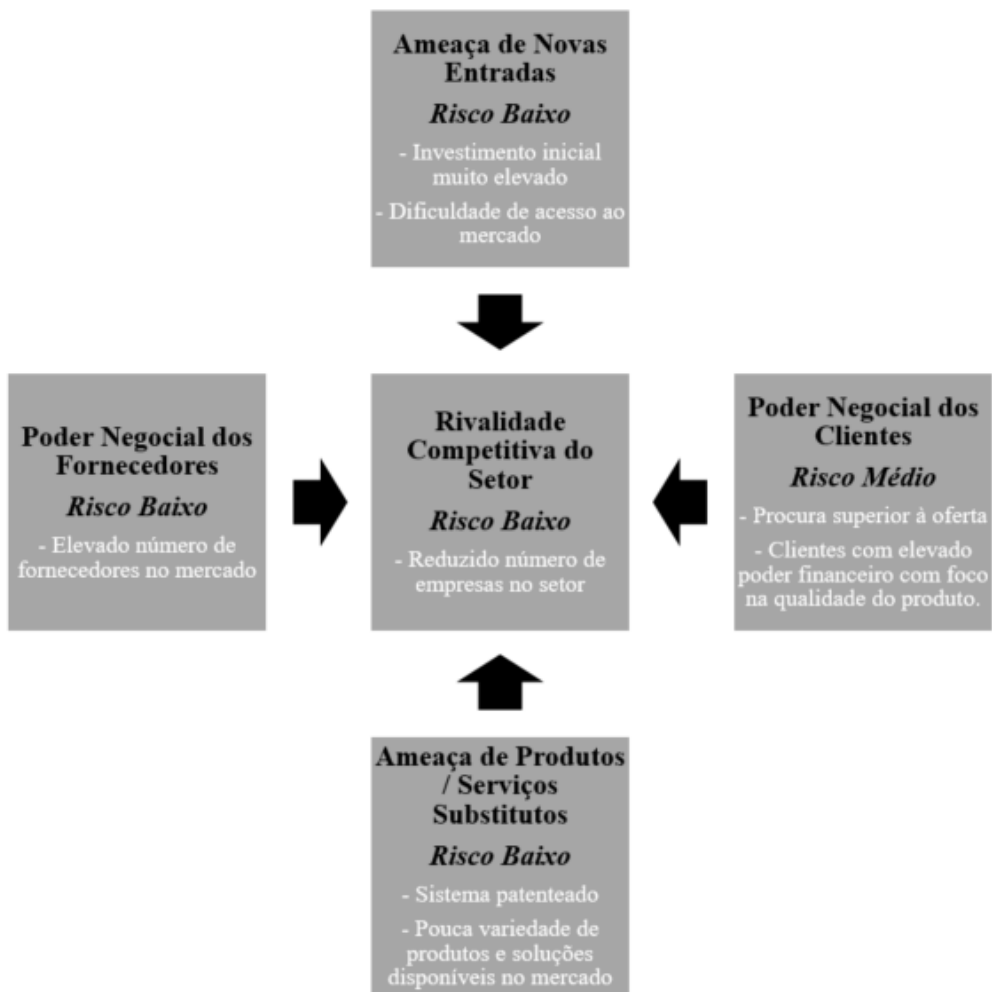 Ameaça de Novas
Entradas
Risco Baixo
- Investimento inicial
muito elevado
- Dificuldade de acesso ao
mercado
Poder Negocial dos
Fornecedores
Risco Baixo
- Elevado número de
fornecedores no mercado
Rivalidade
Competitiva do
Setor
Risco Baixo
- Reduzido número de
empresas no setor
Poder Negocial dos
Clientes
Risco Médio
- Procura superior à oferta
- Clientes com elevado
poder financeiro com foco
na qualidade do produto.
Ameaça de Produtos
/ Serviços
Substitutos
Risco Baixo
- Sistema patenteado
- Pouca variedade de
produtos e soluções
disponíveis no mercado